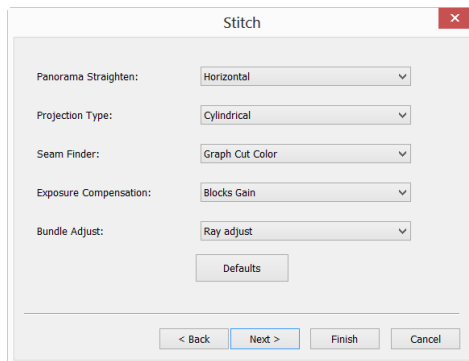 Stitch
Panorama Straighten: Horizontal
Projection Type: Cylindrical
Seam Finder: Graph Cut Color
Exposure Compensation: Blocks Gain
Bundle Adjust: Ray adjust
Defaults
< Back Next > Finish Cancel